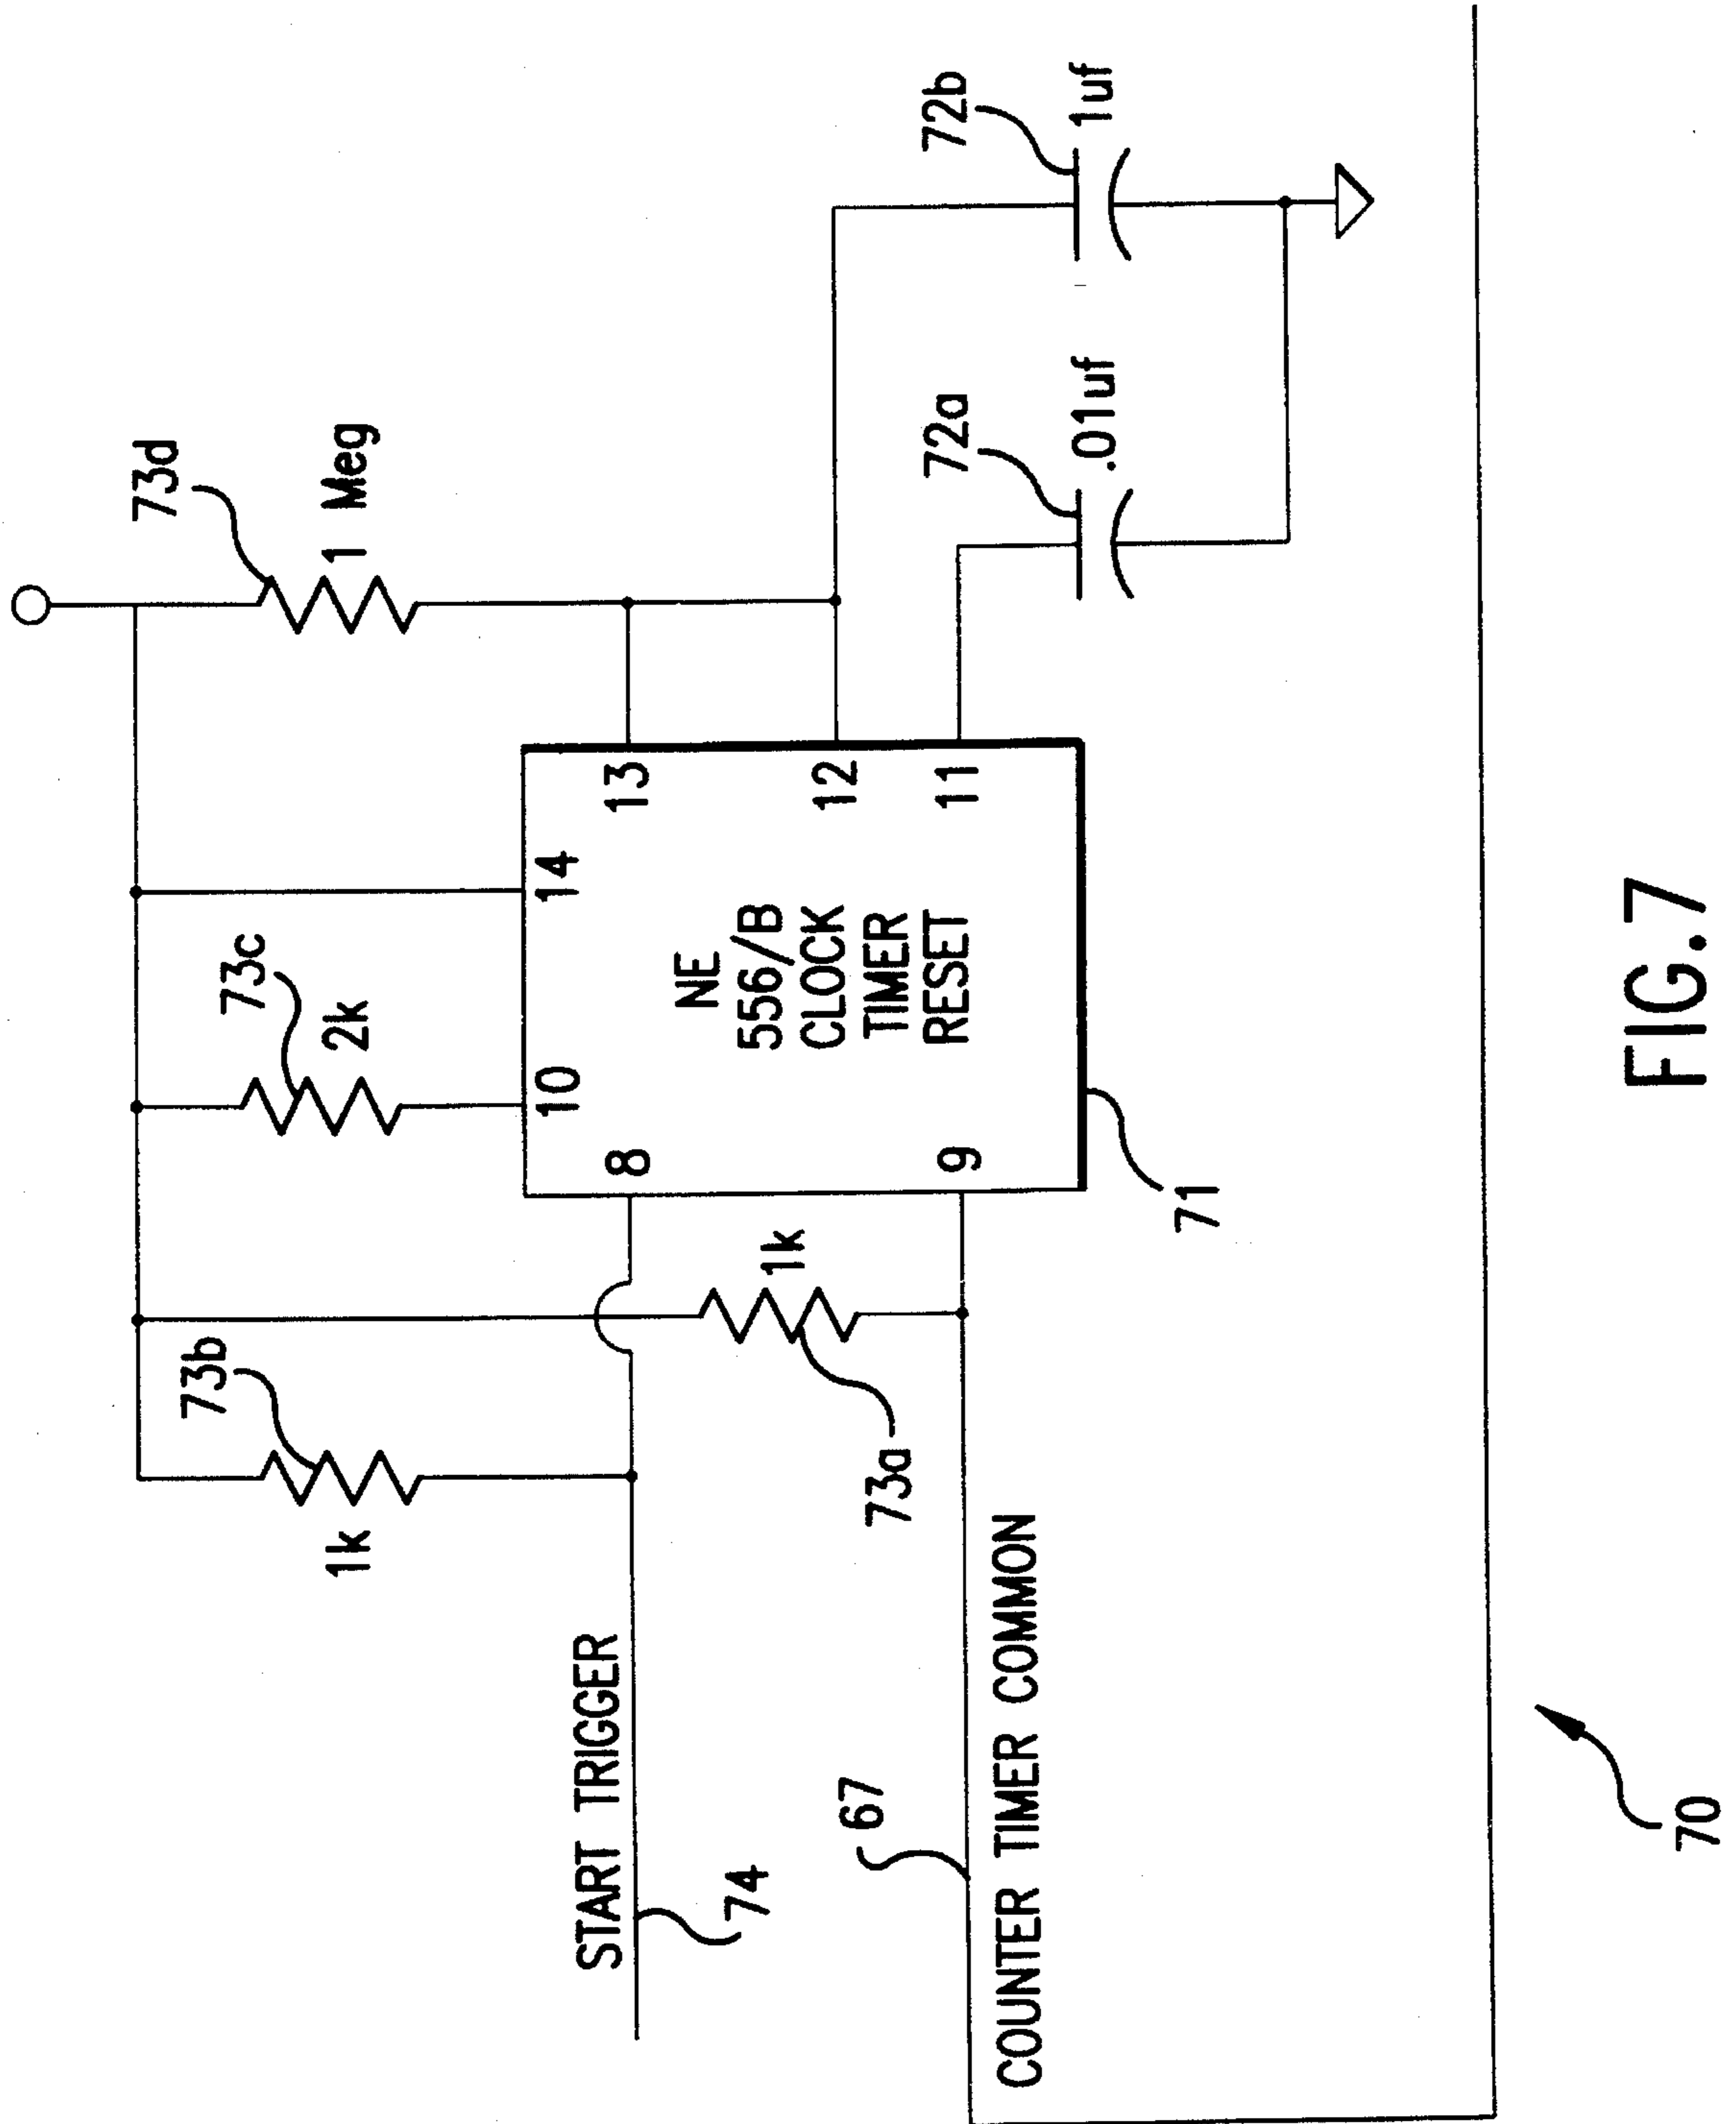 73d
1 Meg
73c
2k
73b
1k
14
10
13
8
START TRIGGER
74
NE
556/B
CLOCK
TIMER
RESET
12
11
9
1k
73a
67
COUNTER TIMER COMMON
71
72a
.01uf
72b
1uf
70
FIG.7